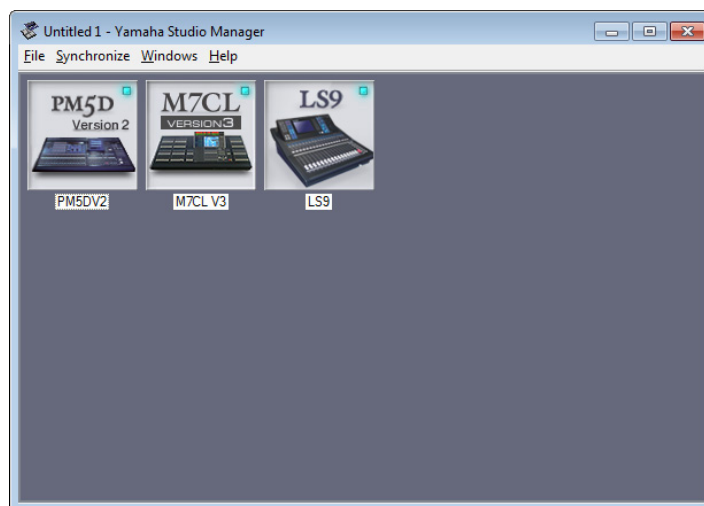 Untitled 1 - Yamaha Studio Manager
File Synchronize Windows Help
PM5D
Version 2
M7CL
VERSION3
LS9
PM5DV2
M7CL V3
LS9